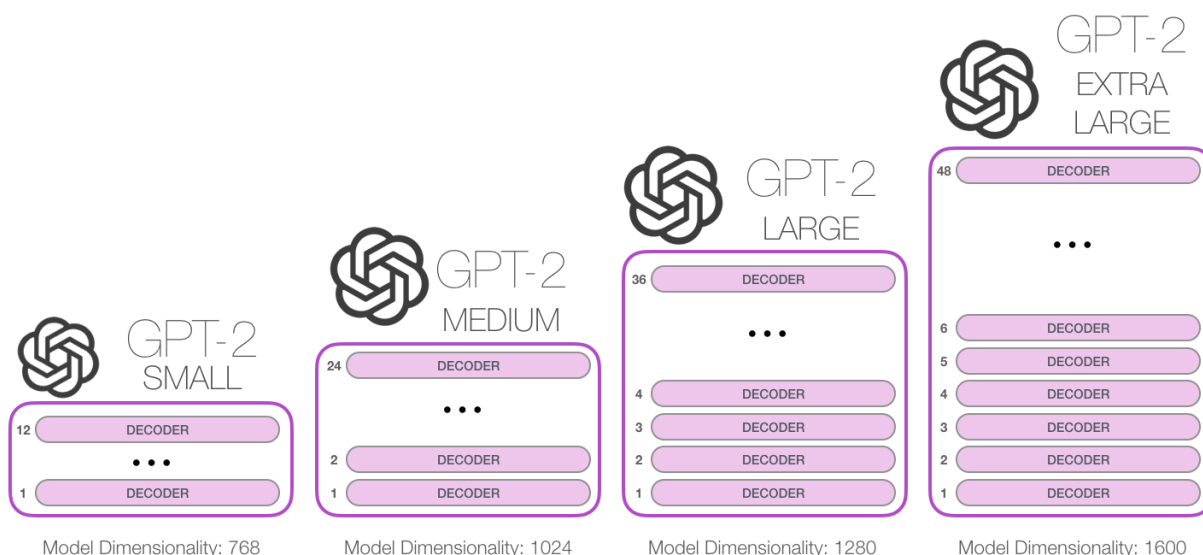 GPT-2
SMALL
12 DECODER
...
1 DECODER
Model Dimensionality: 768
GPT-2
MEDIUM
24 DECODER
...
2 DECODER
1 DECODER
Model Dimensionality: 1024
GPT-2
LARGE
36 DECODER
...
4 DECODER
3 DECODER
2 DECODER
1 DECODER
Model Dimensionality: 1280
GPT-2
EXTRA
LARGE
48 DECODER
...
6 DECODER
5 DECODER
4 DECODER
3 DECODER
2 DECODER
1 DECODER
Model Dimensionality: 1600